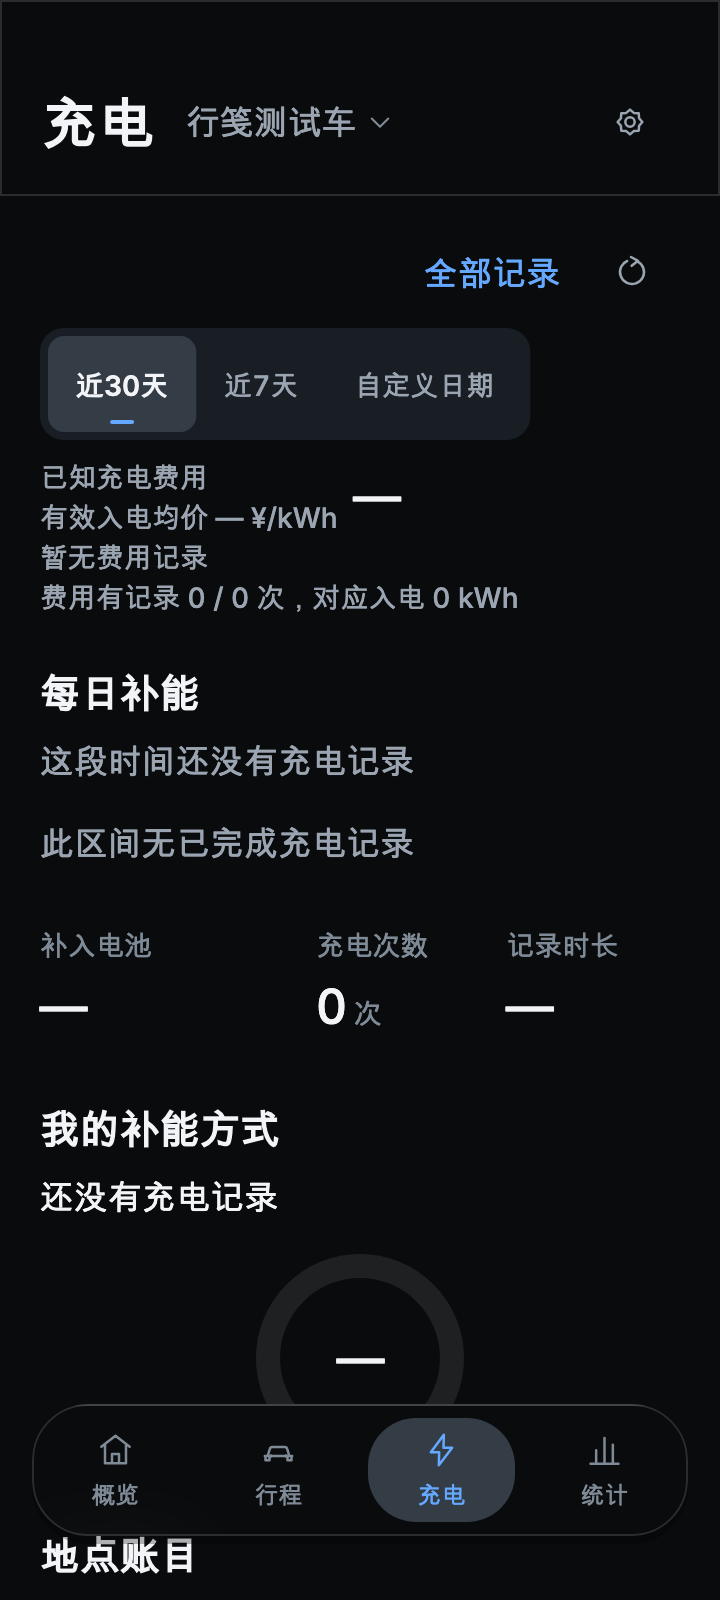 充电 行笺测试车
全部记录
近30天 近7天 自定义日期
已知充电费用
—
有效入电均价 — ¥/kWh
暂无费用记录
费用有记录 0 / 0 次，对应入电 0 kWh
每日补能
这段时间还没有充电记录
此区间无已完成充电记录
补入电池 充电次数 记录时长
— 0 次 —
我的补能方式
还没有充电记录
—
概览 行程 充电 统计
地点账目